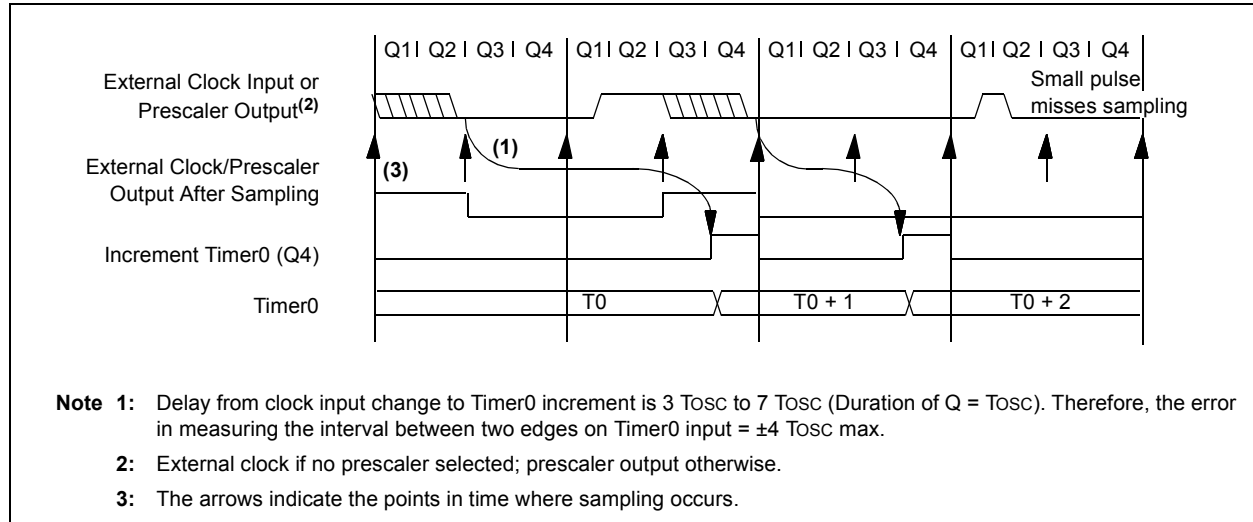 Q1 Q2 Q3 Q4 Q1 Q2 Q3 Q4 Q1 Q2 Q3 Q4 Q1 Q2 Q3 Q4
External Clock Input or
Prescaler Output(2)
Small pulse
misses sampling
(1)
External Clock/Prescaler
Output After Sampling
(3)
Increment Timer0 (Q4)
Timer0
T0
T0 + 1
T0 + 2
Note 1: Delay from clock input change to Timer0 increment is 3 TOSC to 7 TOSC (Duration of Q = TOSC). Therefore, the error
in measuring the interval between two edges on Timer0 input = ±4 TOSC max.
2: External clock if no prescaler selected; prescaler output otherwise.
3: The arrows indicate the points in time where sampling occurs.